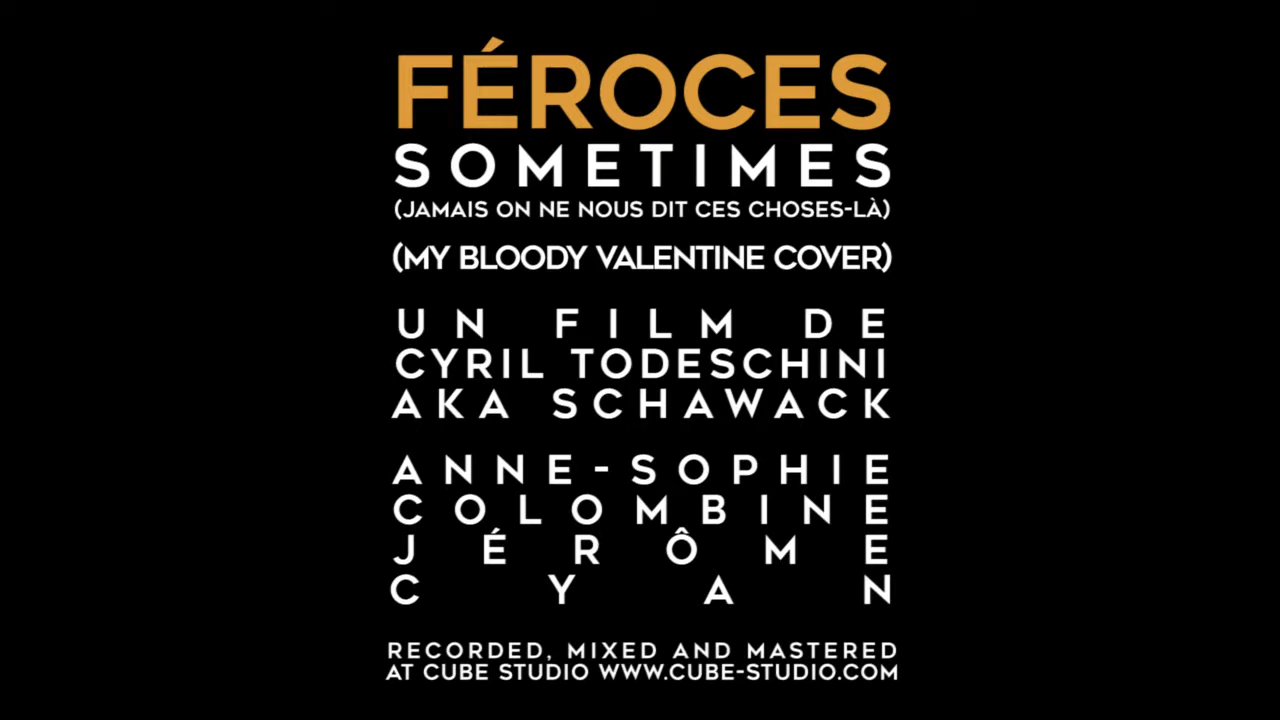 FÉROCES
SOMETIMES
(JAMAIS ON NE NOUS DIT CES CHOSES-LÀ)
(MY BLOODY VALENTINE COVER)
UN FILM DE
CYRIL TODESCHINI
AKA SCHAWACK
ANNE-SOPHIE
COLOMBINE
JÉRÔME
CYAN
RECORDED, MIXED AND MASTERED
AT CUBE STUDIO WWW.CUBE-STUDIO.COM